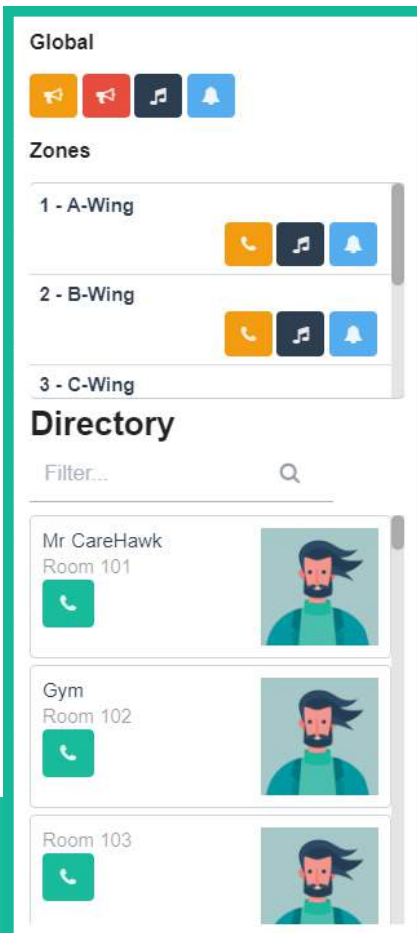 Global
Zones
1 - A-Wing
2 - B-Wing
3 - C-Wing
Directory
Filter...
Mr CareHawk
Room 101
Gym
Room 102
Room 103